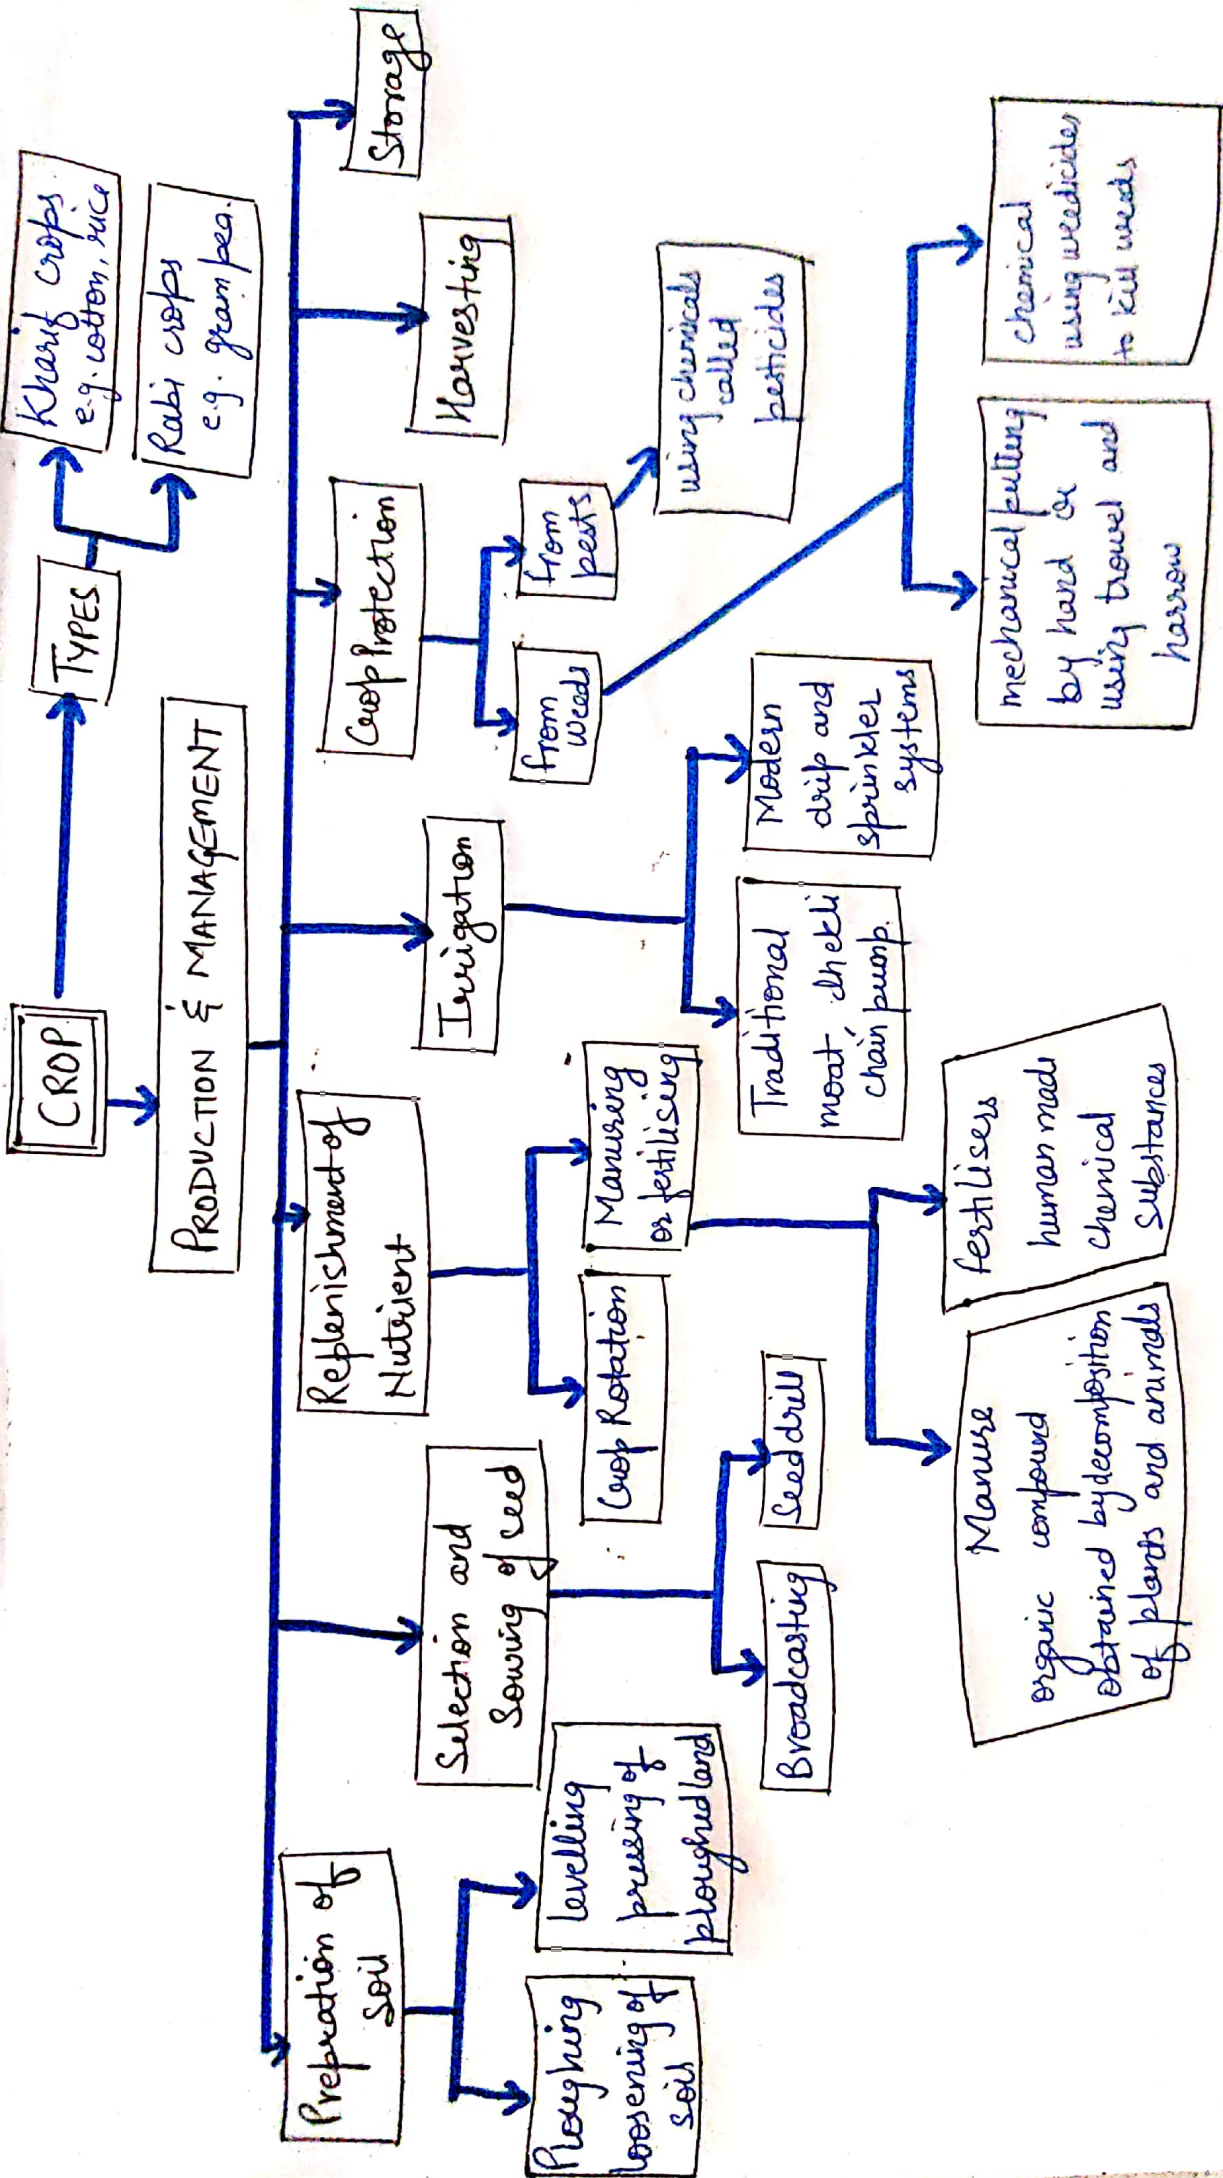 CROP
TYPES
Kharif crops
e.g. cotton, rice
Rabi crops
e.g. gram pea.
PRODUCTION & MANAGEMENT
Prepration of
soil
Ploughing
loosening of
soil
levelling
pressing of
ploughed land
Selection and
Sowing of seed
Broadcasting
Seed drill
Replenishment of
Nutrient
Crop Rotation
Manuring
or fertilising
Manure
organic compound
obtained by decomposition
of plants and animals
fertilisers
human made
chemical
substances
Irrigation
Traditional
moat, dhekli
chain pump
Modern
drip and
sprinkler
systems
Crop Protection
from
weeds
from
pests
using chemicals
called
pesticides
mechanical pulling
by hand or
using trowel and
harrow
chemical
using weedicides
to kill weeds
Harvesting
Storage